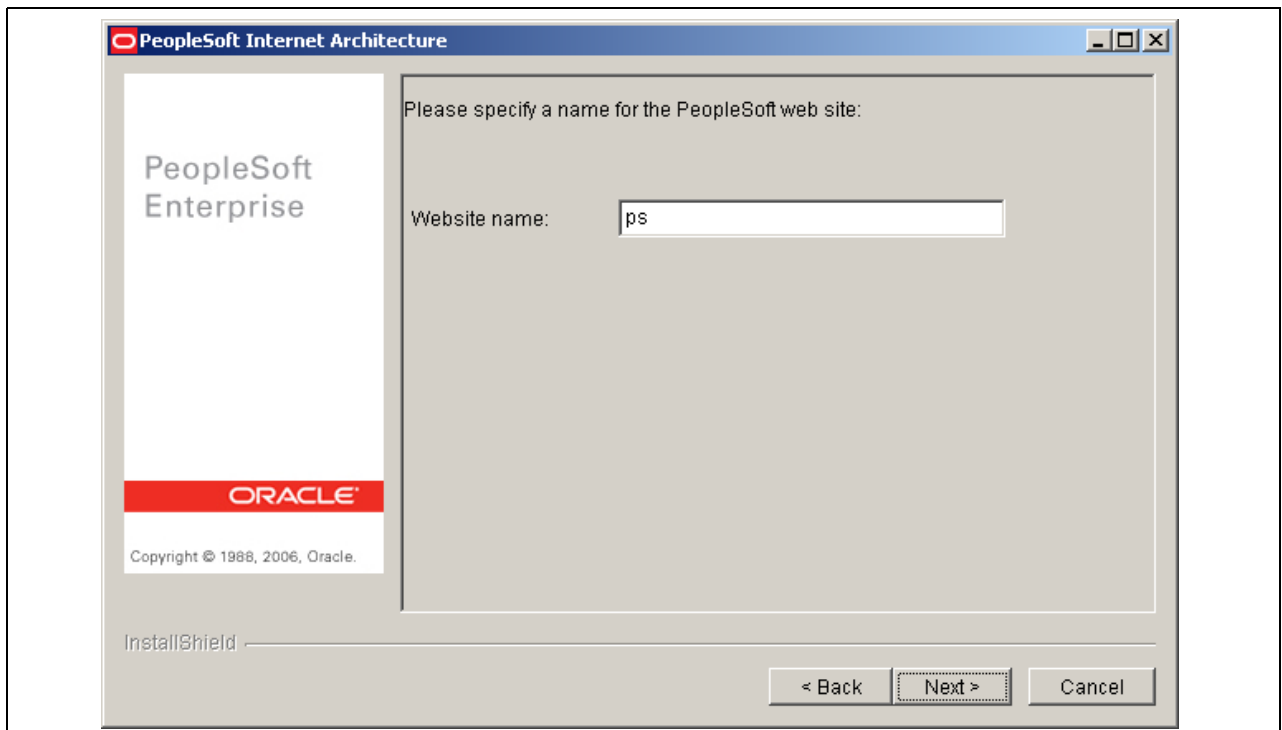 PeopleSoft Internet Architecture
PeopleSoft
Enterprise
ORACLE
Copyright © 1988, 2006, Oracle.
Please specify a name for the PeopleSoft web site:
Website name:
ps
InstallShield
< Back
Next >
Cancel